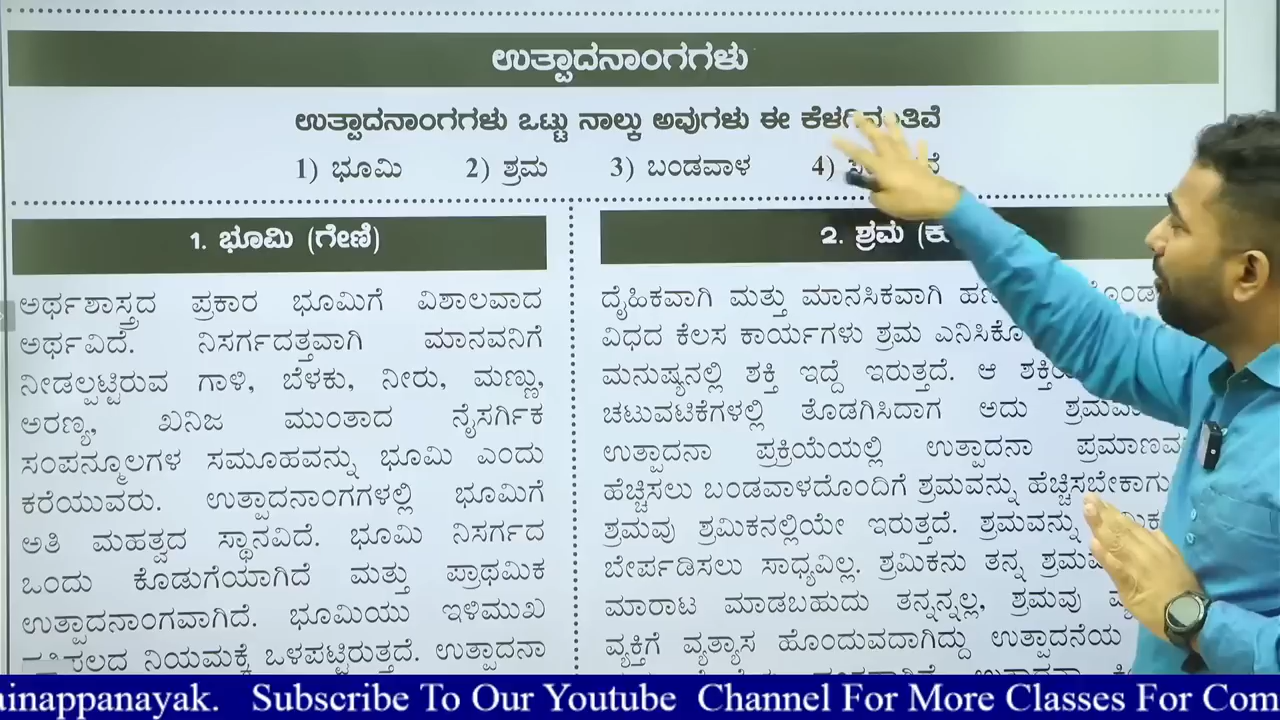 ಉತ್ಪಾದನಾಂಗಗಳು
ಉತ್ಪಾದನಾಂಗಗಳು ಒಟ್ಟು ನಾಲ್ಕು ಅವುಗಳು ಈ
1) ಭೂಮಿ 2) ಶ್ರಮ 3) ಬಂಡವಾಳ 4)
1. ಭೂಮಿ (ಗೇಣಿ)
ಅರ್ಥಶಾಸ್ತ್ರದ ಪ್ರಕಾರ ಭೂಮಿಗೆ ವಿಶಾಲವಾದ
ಅರ್ಥವಿದೆ. ನಿಸರ್ಗದತ್ತವಾಗಿ ಮಾನವನಿಗೆ
ನೀಡಲ್ಪಟ್ಟಿರುವ ಗಾಳಿ, ಬೆಳಕು, ನೀರು, ಮಣ್ಣು,
ಅರಣ್ಯ, ಖನಿಜ ಮುಂತಾದ ನೈಸರ್ಗಿಕ
ಸಂಪನ್ಮೂಲಗಳ ಸಮೂಹವನ್ನು ಭೂಮಿ ಎಂದು
ಕರೆಯುವರು. ಉತ್ಪಾದನಾಂಗಗಳಲ್ಲಿ ಭೂಮಿಗೆ
ಅತಿ ಮಹತ್ವದ ಸ್ಥಾನವಿದೆ. ಭೂಮಿ ನಿಸರ್ಗದ
ಒಂದು ಕೊಡುಗೆಯಾಗಿದೆ ಮತ್ತು ಪ್ರಾಥಮಿಕ
ಉತ್ಪಾದನಾಂಗವಾಗಿದೆ. ಭೂಮಿಯು ಇಳಿಮುಖ
ನಿಯಮಕ್ಕೆ ಒಳಪಟ್ಟಿರುತ್ತದೆ. ಉತ್ಪಾದನಾ
2. ಶ್ರಮ
ದೈಹಿಕವಾಗಿ ಮತ್ತು ಮಾನಸಿಕವಾಗಿ
ವಿಧದ ಕೆಲಸ ಕಾರ್ಯಗಳು ಶ್ರಮ
ಮನುಷ್ಯನಲ್ಲಿ ಶಕ್ತಿ ಇದ್ದೆ ಇರುತ್ತದೆ. ಆ
ಚಟುವಟಿಕೆಗಳಲ್ಲಿ ತೊಡಗಿಸಿದಾಗ ಅದು
ಉತ್ಪಾದನಾ ಪ್ರಕ್ರಿಯೆಯಲ್ಲಿ ಉತ್ಪಾದನಾ
ಹೆಚ್ಚಿಸಲು ಬಂಡವಾಳದೊಂದಿಗೆ ಶ್ರಮವನ್ನು
ಶ್ರಮವು ಶ್ರಮಿಕನಲ್ಲಿಯೇ ಇರುತ್ತದೆ. ಶ್ರಮವನ್ನು
ಬೇರ್ಪಡಿಸಲು ಸಾಧ್ಯವಿಲ್ಲ. ಶ್ರಮಿಕನು ತನ್ನ
ಮಾರಾಟ ಮಾಡಬಹುದು ತನ್ನನ್ನಲ್ಲ, ಶ್ರಮವು
ವ್ಯಕ್ತಿಗೆ ವ್ಯತ್ಯಾಸ ಹೊಂದುವದಾಗಿದ್ದು ಉತ್ಪಾದನೆಯ
ainappanayak. Subscribe To Our Youtube Channel For More Classes For Com